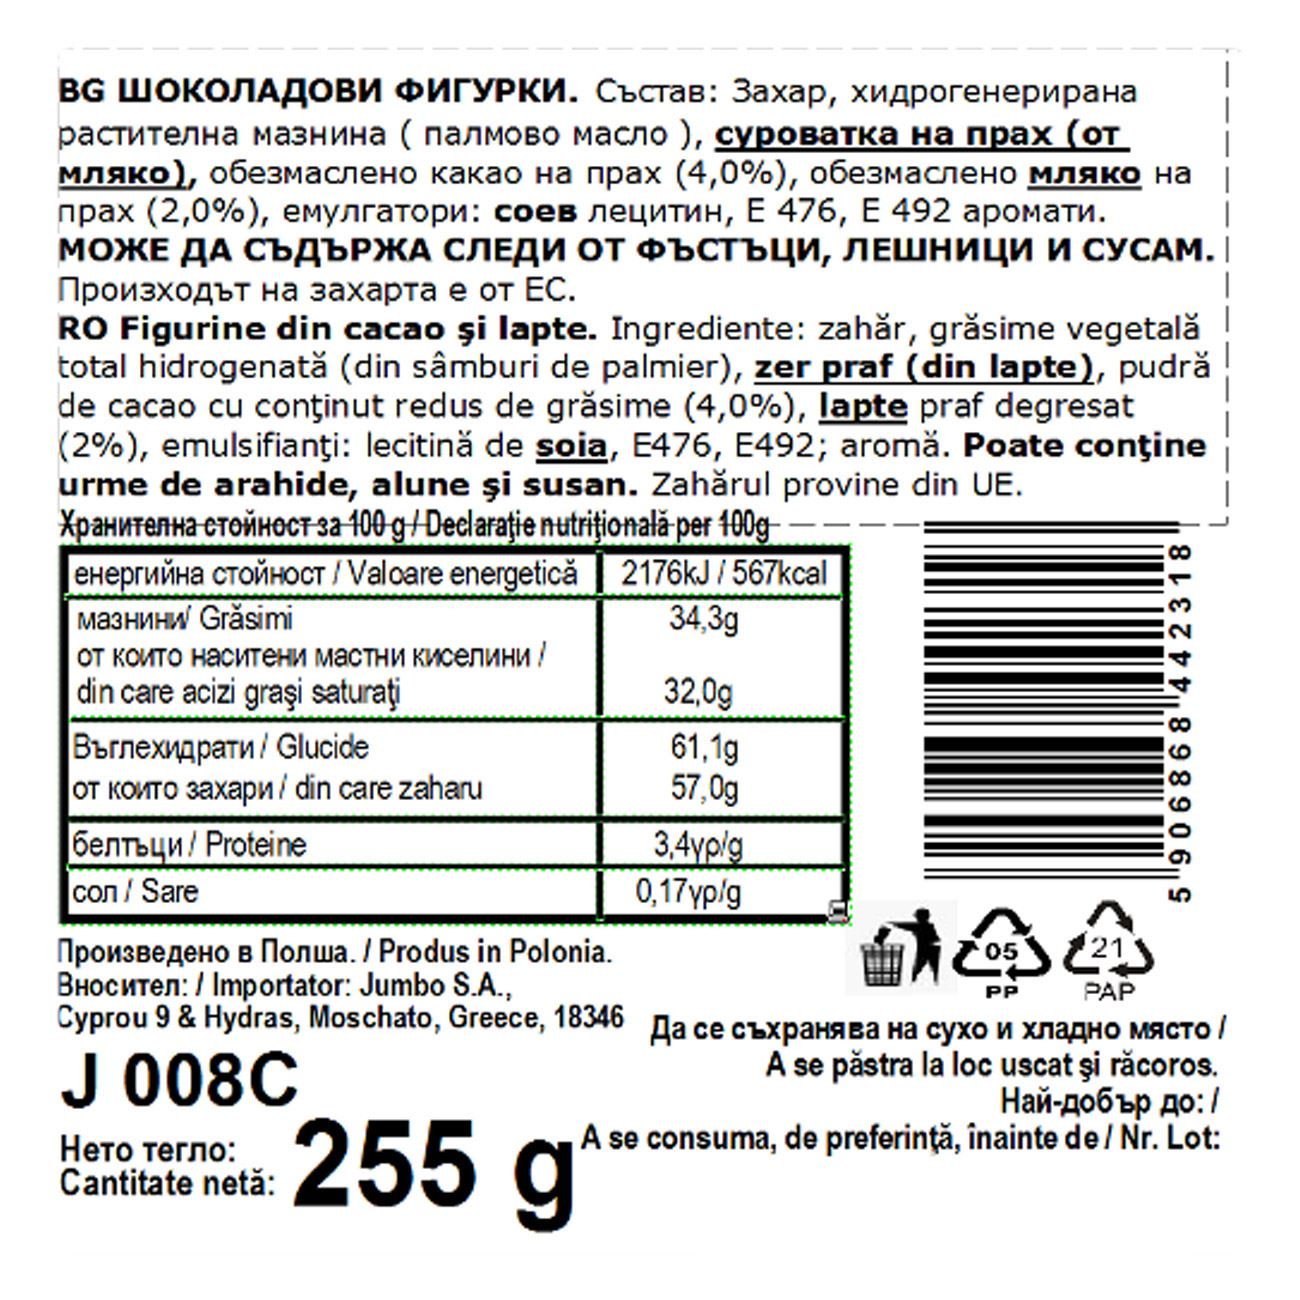 BG ШОКОЛАДОВИ ФИГУРКИ. Състав: Захар, хидрогенерирана
растителна мазнина ( палмово масло ), суроватка на прах (от
мляко), обезмаслено какао на прах (4,0%), обезмаслено мляко на
прах (2,0%), емулгатори: соев лецитин, Е 476, Е 492 аромати.
МОЖЕ ДА СЪДЪРЖА СЛЕДИ ОТ ФЪСТЪЦИ, ЛЕШНИЦИ И СУСАМ.
Произходът на захарта е от ЕС.
RO Figurine din cacao şi lapte. Ingrediente: zahăr, grăsime vegetală
total hidrogenată (din sâmburi de palmier), zer praf (din lapte), pudră
de cacao cu conţinut redus de grăsime (4,0%), lapte praf degresat
(2%), emulsifianţi: lecitină de soia, E476, E492; aromă. Poate conţine
urme de arahide, alune şi susan. Zahărul provine din UE.
Хранителна стойност за 100 g / Declaraţie nutriţională per 100g
енергийна стойност / Valoare energetică 2176kJ / 567kcal
мазнини/ Grăsimi 34,3g
от които наситени мастни киселини /
din care acizi graşi saturaţi 32,0g
Въглехидрати / Glucide 61,1g
от които захари / din care zaharu 57,0g
белтъци / Proteine 3,4γρ/g
сол / Sare 0,17γρ/g
5 906868 442318
05
PP
21
PAP
Произведено в Полша. / Produs in Polonia.
Вносител: / Importator: Jumbo S.A.,
Cyprou 9 & Hydras, Moschato, Greece, 18346
Да се съхранява на сухо и хладно място /
A se păstra la loc uscat şi răcoros.
Най-добър до: /
A se consuma, de preferinţă, înainte de / Nr. Lot:
J 008C
Нето тегло:
Cantitate netă: 255 g